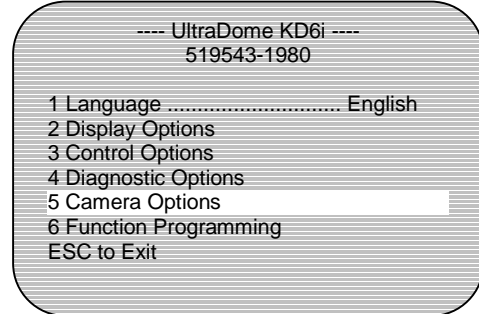 ---- UltraDome KD6i ----
519543-1980
1 Language ............................. English
2 Display Options
3 Control Options
4 Diagnostic Options
5 Camera Options
6 Function Programming
ESC to Exit